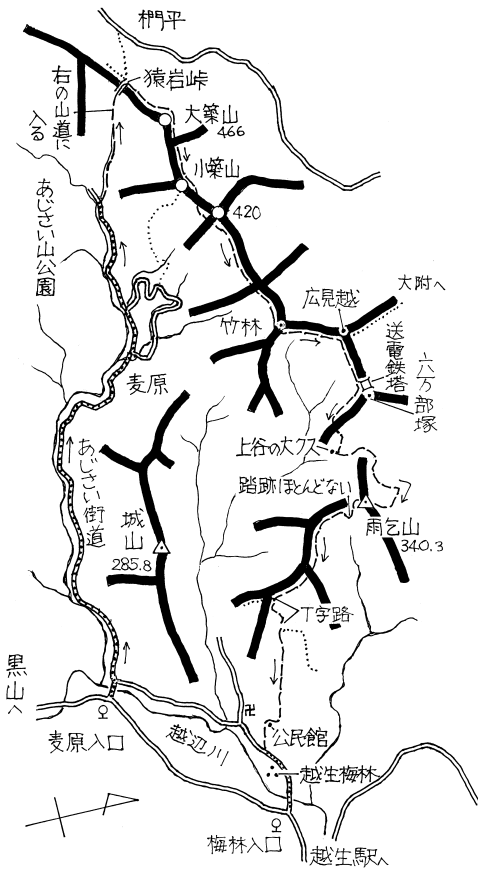 椚平
猿岩峠
右の山道に
入る
大築山
466
小築山
420
あじさい山公園
広見越
大附へ
竹林
送電鉄塔
六万部塚
麦原
上谷の大クス
あじさい街道
踏跡ほとんどない
城山
285.8
雨乞山
340.3
丁字路
黒山へ
卍
公民館
麦原入口
越辺川
越生梅林
梅林入口
越生駅へ